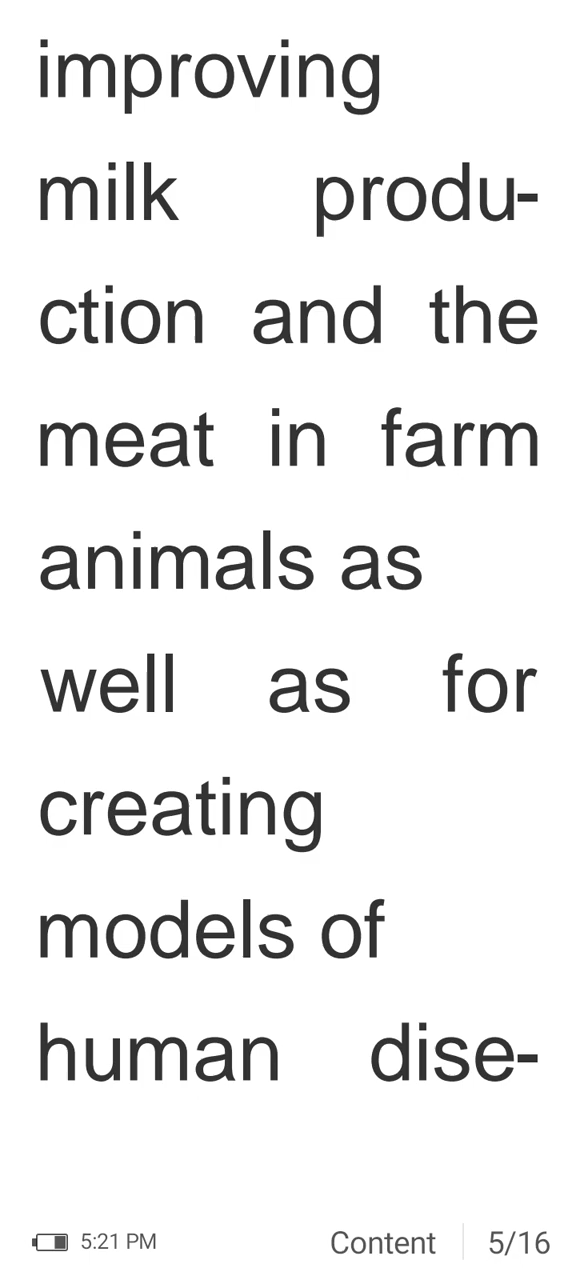 improving
milk produ-
ction and the
meat in farm
animals as
well as for
creating
models of
human dise-
5:21 PM Content 5/16